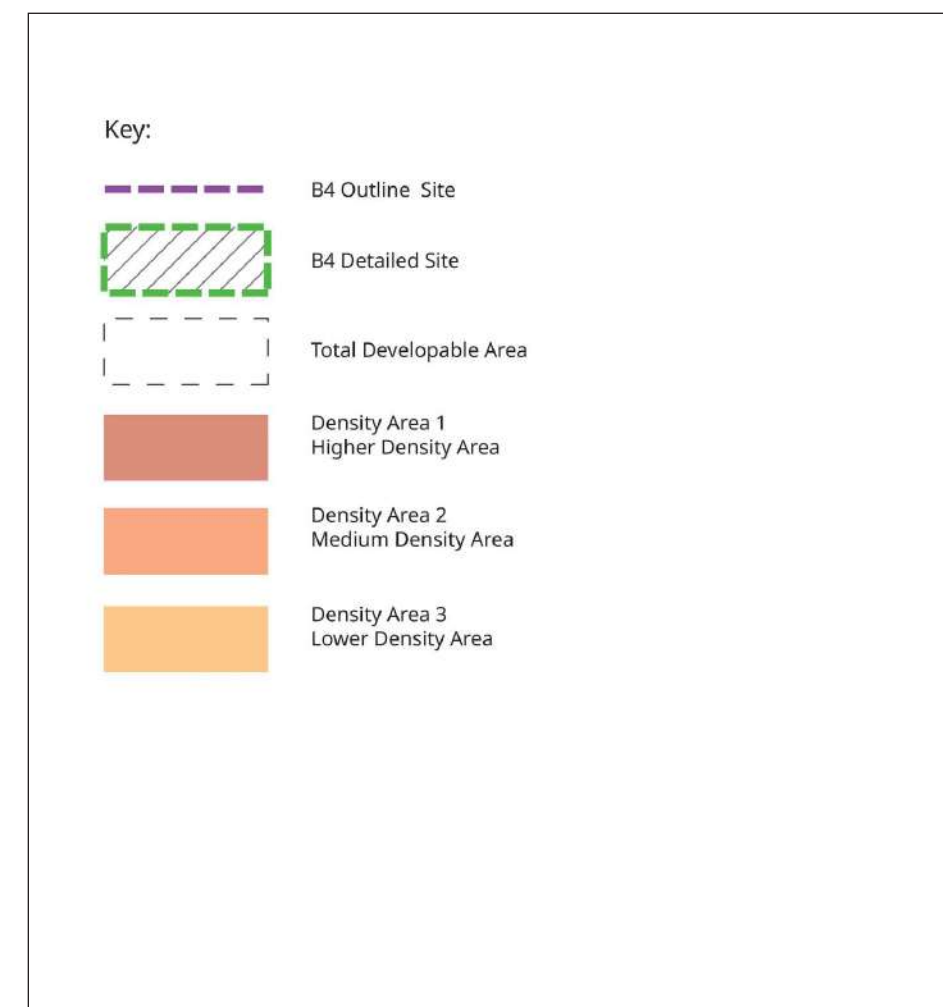 Key:
B4 Outline Site
B4 Detailed Site
Total Developable Area
Density Area 1
Higher Density Area
Density Area 2
Medium Density Area
Density Area 3
Lower Density Area